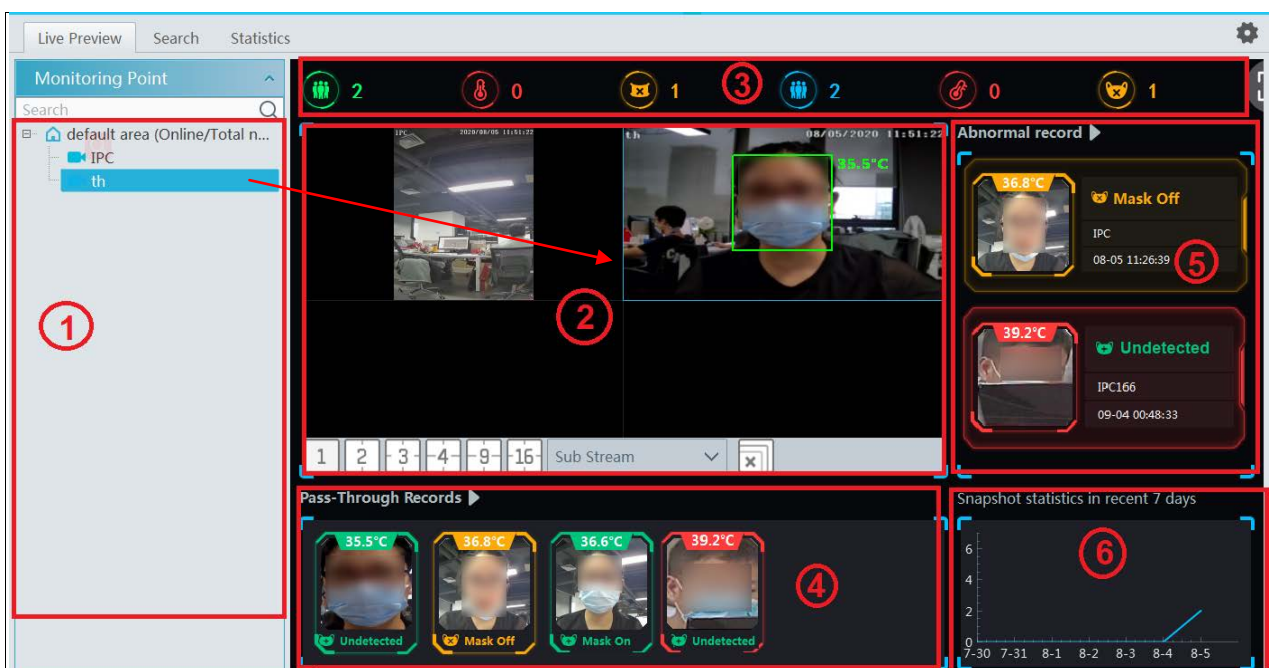 Live Preview Search Statistics
Monitoring Point
Search
default area (Online/Total n...
IPC
th
1
2 0 1 3 2 0 1
IPC 2020/08/05 11:51:22
th 08/05/2020 11:51:22
35.5°C
2
1 2 3 4 9 16 Sub Stream
Abnormal record
36.8°C
Mask Off
IPC
08-05 11:26:39
5
39.2°C
Undetected
IPC166
09-04 00:48:33
Pass-Through Records
35.5°C 36.8°C 36.6°C 39.2°C
4
Undetected Mask Off Mask On Undetected
Snapshot statistics in recent 7 days
6
6
4
2
0
7-30 7-31 8-1 8-2 8-3 8-4 8-5